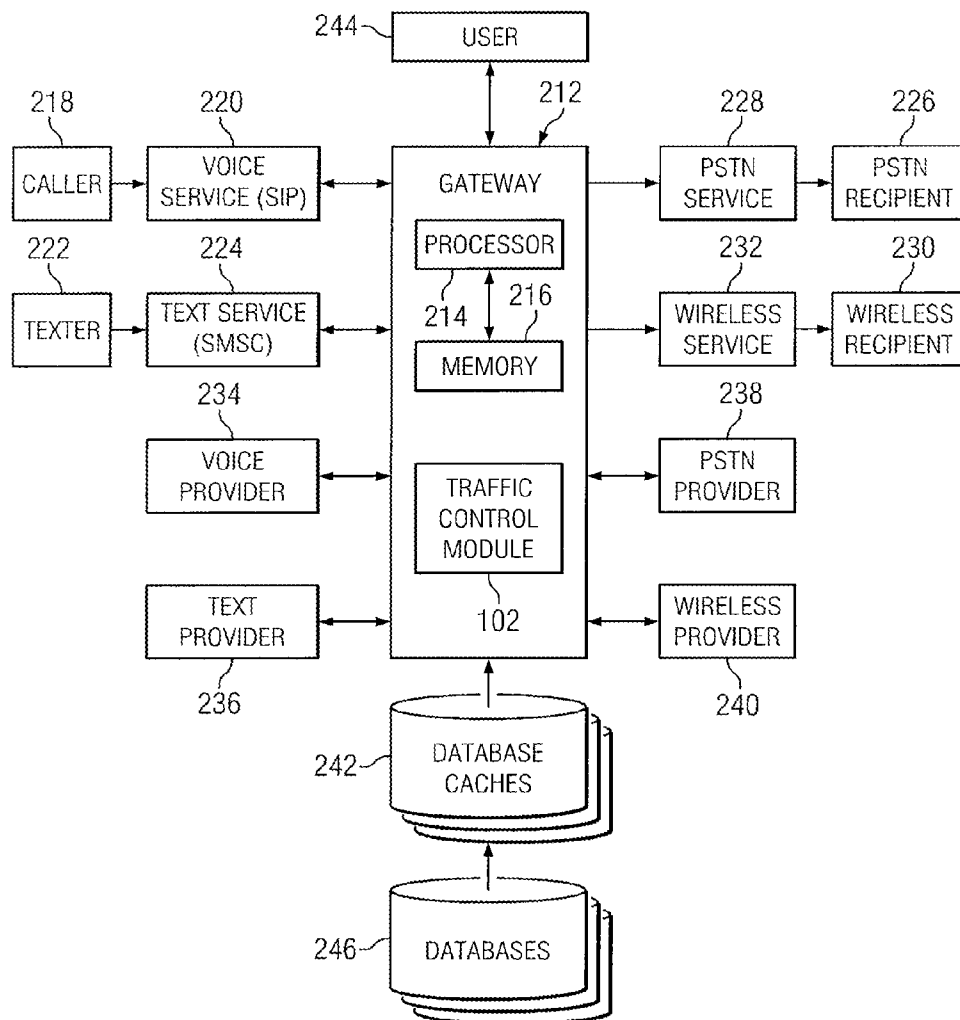 244
USER
218
220
212
228
226
CALLER
VOICE
SERVICE (SIP)
GATEWAY
PSTN
SERVICE
PSTN
RECIPIENT
222
224
PROCESSOR
232
230
214
216
TEXTER
TEXT SERVICE
(SMSC)
WIRELESS
SERVICE
WIRELESS
RECIPIENT
MEMORY
234
238
VOICE
PROVIDER
TRAFFIC
CONTROL
MODULE
PSTN
PROVIDER
TEXT
PROVIDER
102
WIRELESS
PROVIDER
236
240
242
DATABASE
CACHES
246
DATABASES